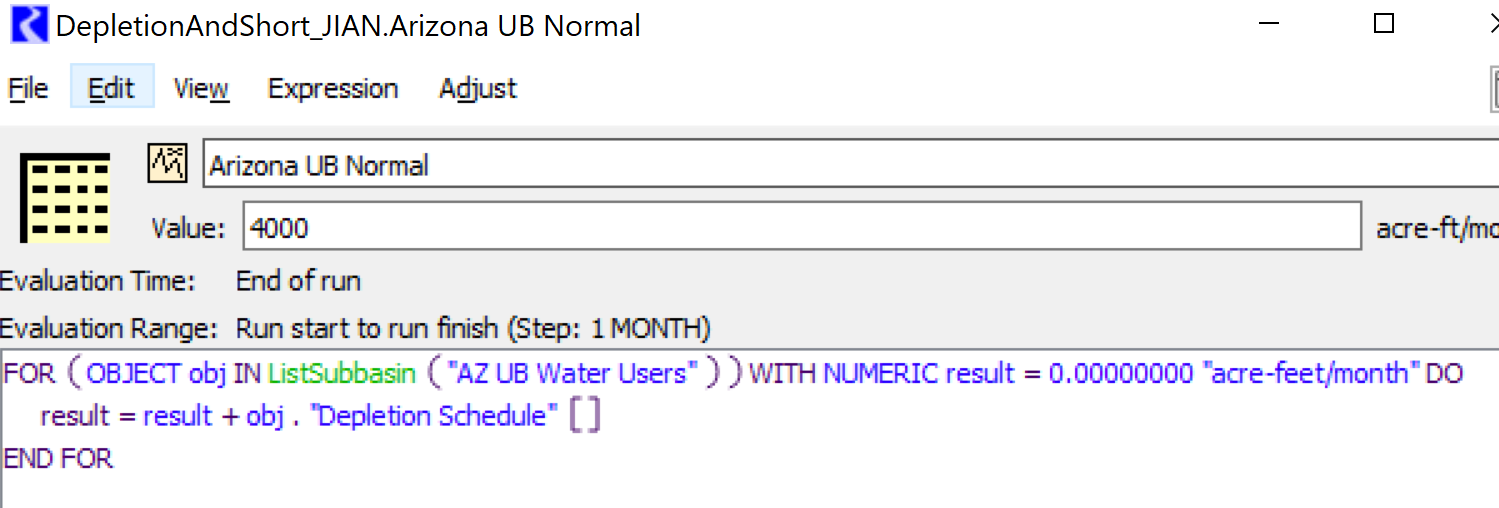 DepletionAndShort_JIAN.Arizona UB Normal
File Edit View Expression Adjust
Arizona UB Normal
Value: 4000 acre-ft/mo
Evaluation Time: End of run
Evaluation Range: Run start to run finish (Step: 1 MONTH)
FOR ( OBJECT obj IN ListSubbasin ( "AZ UB Water Users" ) ) WITH NUMERIC result = 0.00000000 "acre-feet/month" DO
result = result + obj . "Depletion Schedule" []
END FOR